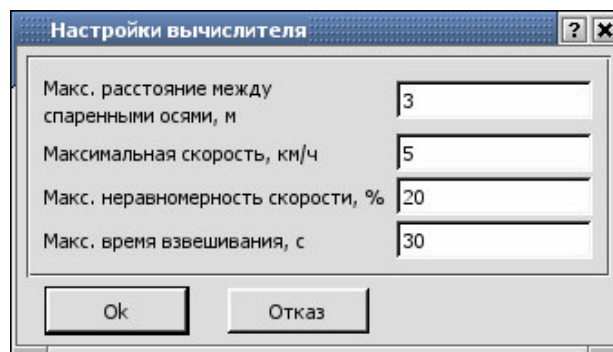 Настройки вычислителя
Макс. расстояние между
спаренными осями, м
3
Максимальная скорость, км/ч
5
Макс. неравномерность скорости, %
20
Макс. время взвешивания, с
30
Ok
Отказ